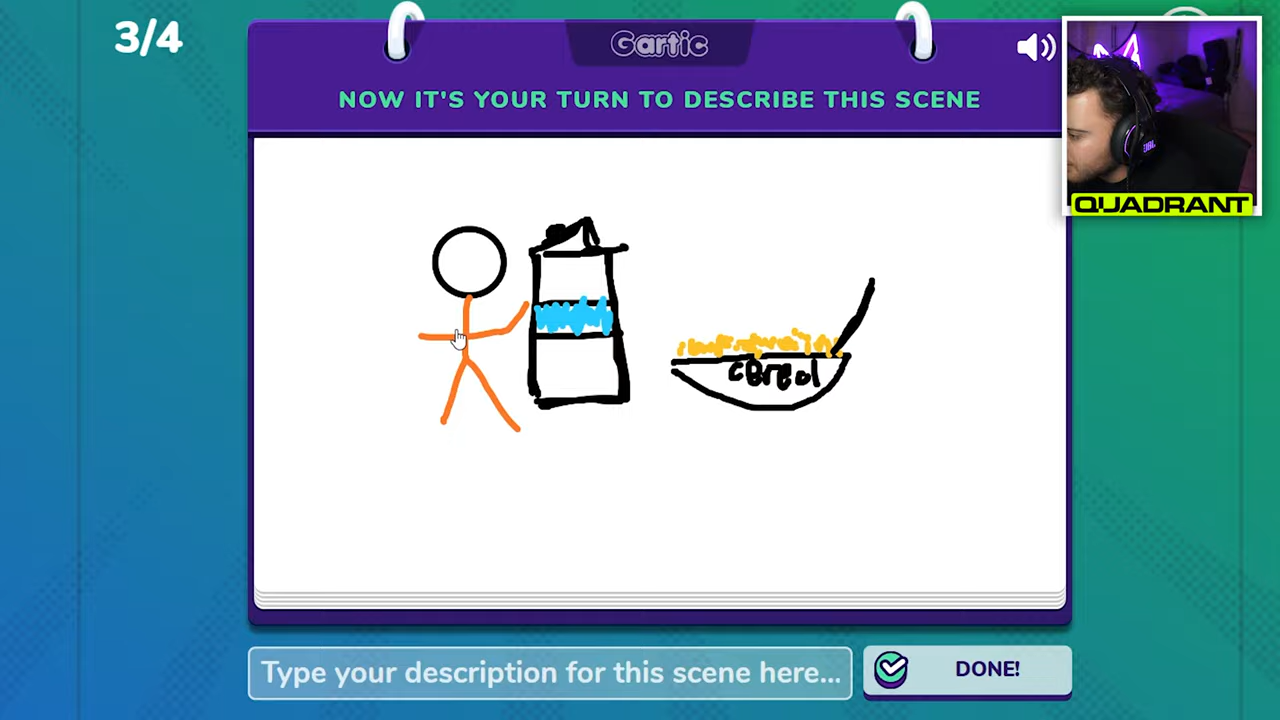 3/4
Gartic
NOW IT'S YOUR TURN TO DESCRIBE THIS SCENE
JBL
QUADRANT
cereal
Type your description for this scene here...
DONE!